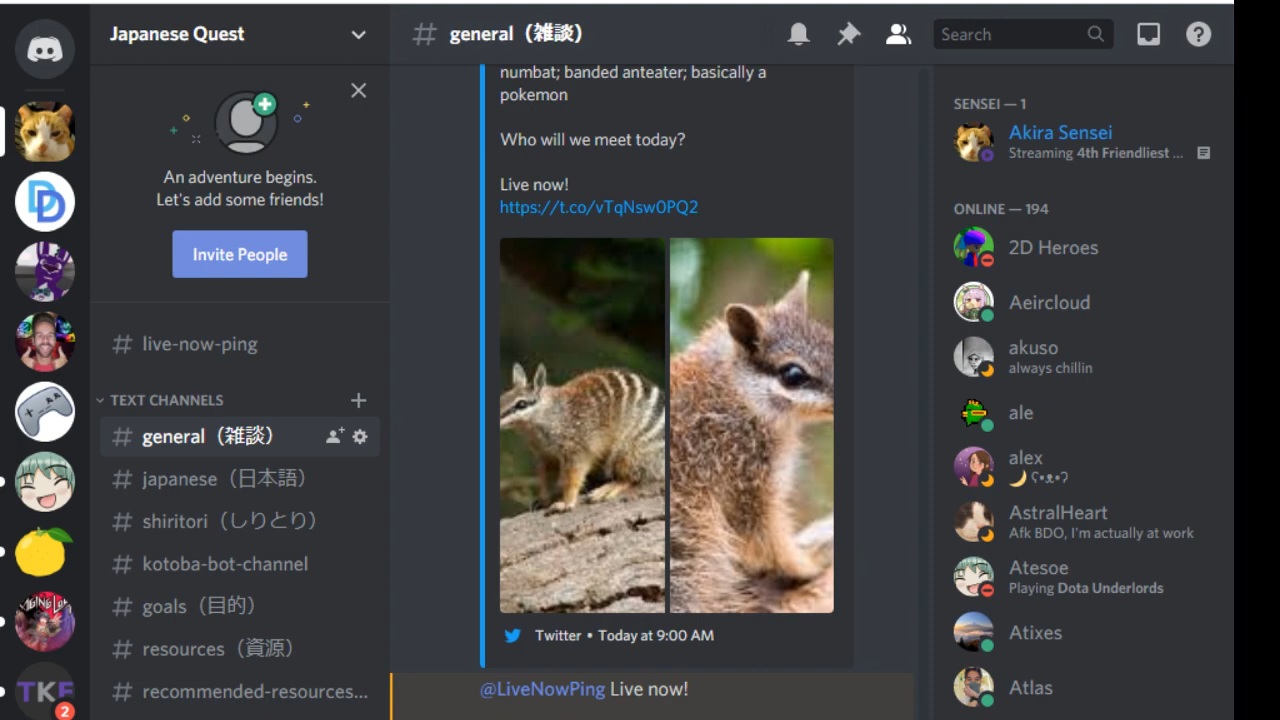 Japanese Quest
An adventure begins.
Let's add some friends!
Invite People
# live-now-ping
TEXT CHANNELS
# general（雑談）
# japanese（日本語）
# shiritori（しりとり）
# kotoba-bot-channel
# goals（目的）
# resources（資源）
# recommended-resources...
TKF
2
# general（雑談）
Search
numbat; banded anteater; basically a
pokemon
Who will we meet today?
Live now!
https://t.co/vTqNsw0PQ2
Twitter • Today at 9:00 AM
@LiveNowPing Live now!
SENSEI — 1
Akira Sensei
Streaming 4th Friendliest ...
ONLINE — 194
2D Heroes
Aeircloud
akuso
always chillin
ale
alex
🌙 ʕ•ᴥ•ʔ
AstralHeart
Afk BDO, I'm actually at work
Atesoe
Playing Dota Underlords
Atixes
Atlas